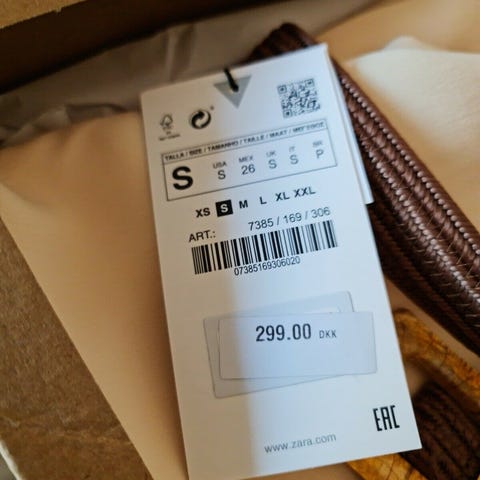 TALLA / SIZE / TAMANHO / TAILLE / MAAT / ΜΕΓΕΘΟΣ
S
USA MEX UK IT BR
S 26 S S P
XS S M L XL XXL
ART.: 7385 / 169 / 306
07385169306020
299.00 DKK
EAC
www.zara.com